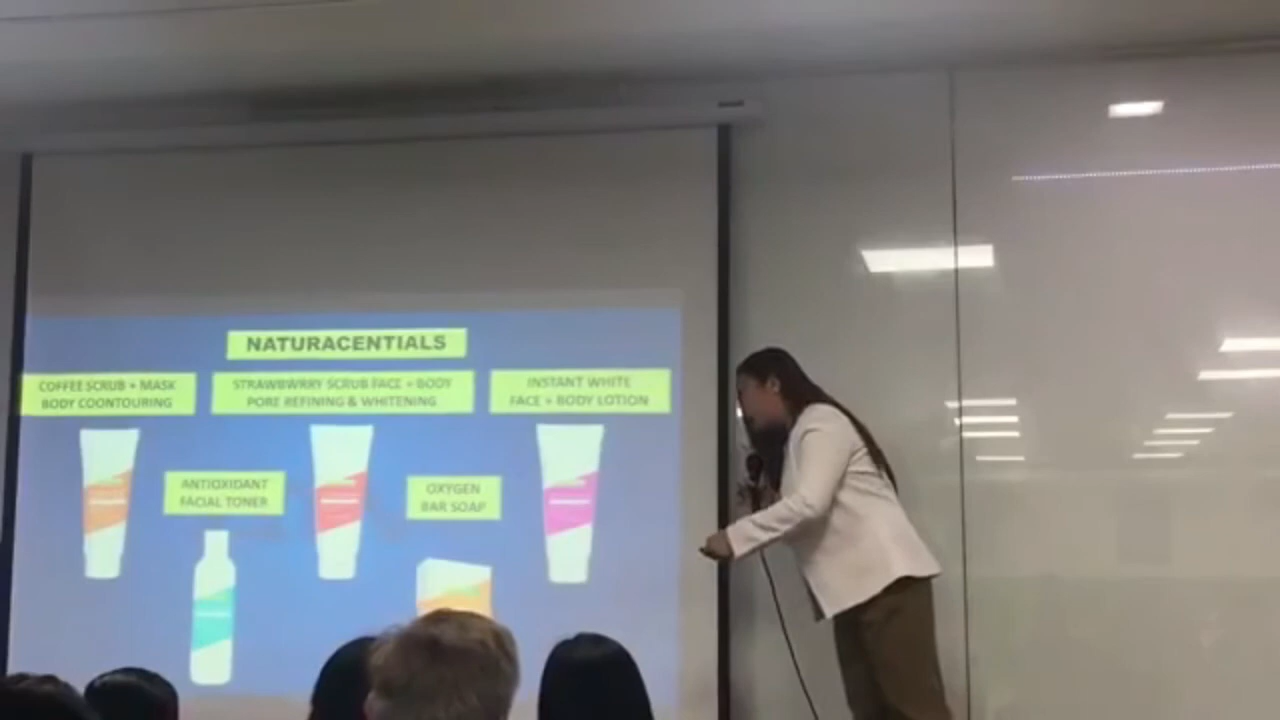 NATURACENTIALS
COFFEE SCRUB + MASK
BODY COONTOURING
STRAWBWRRY SCRUB FACE + BODY
PORE REFINING & WHITENING
INSTANT WHITE
FACE + BODY LOTION
ANTIOXIDANT
FACIAL TONER
OXYGEN
BAR SOAP